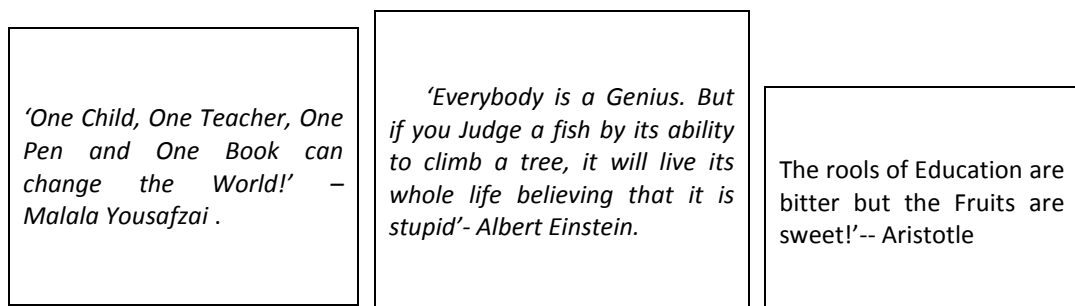 ‘One Child, One Teacher, One
Pen and One Book can
change the World!’ –
Malala Yousafzai .
‘Everybody is a Genius. But
if you Judge a fish by its ability
to climb a tree, it will live its
whole life believing that it is
stupid’- Albert Einstein.
The rools of Education are
bitter but the Fruits are
sweet!’-- Aristotle